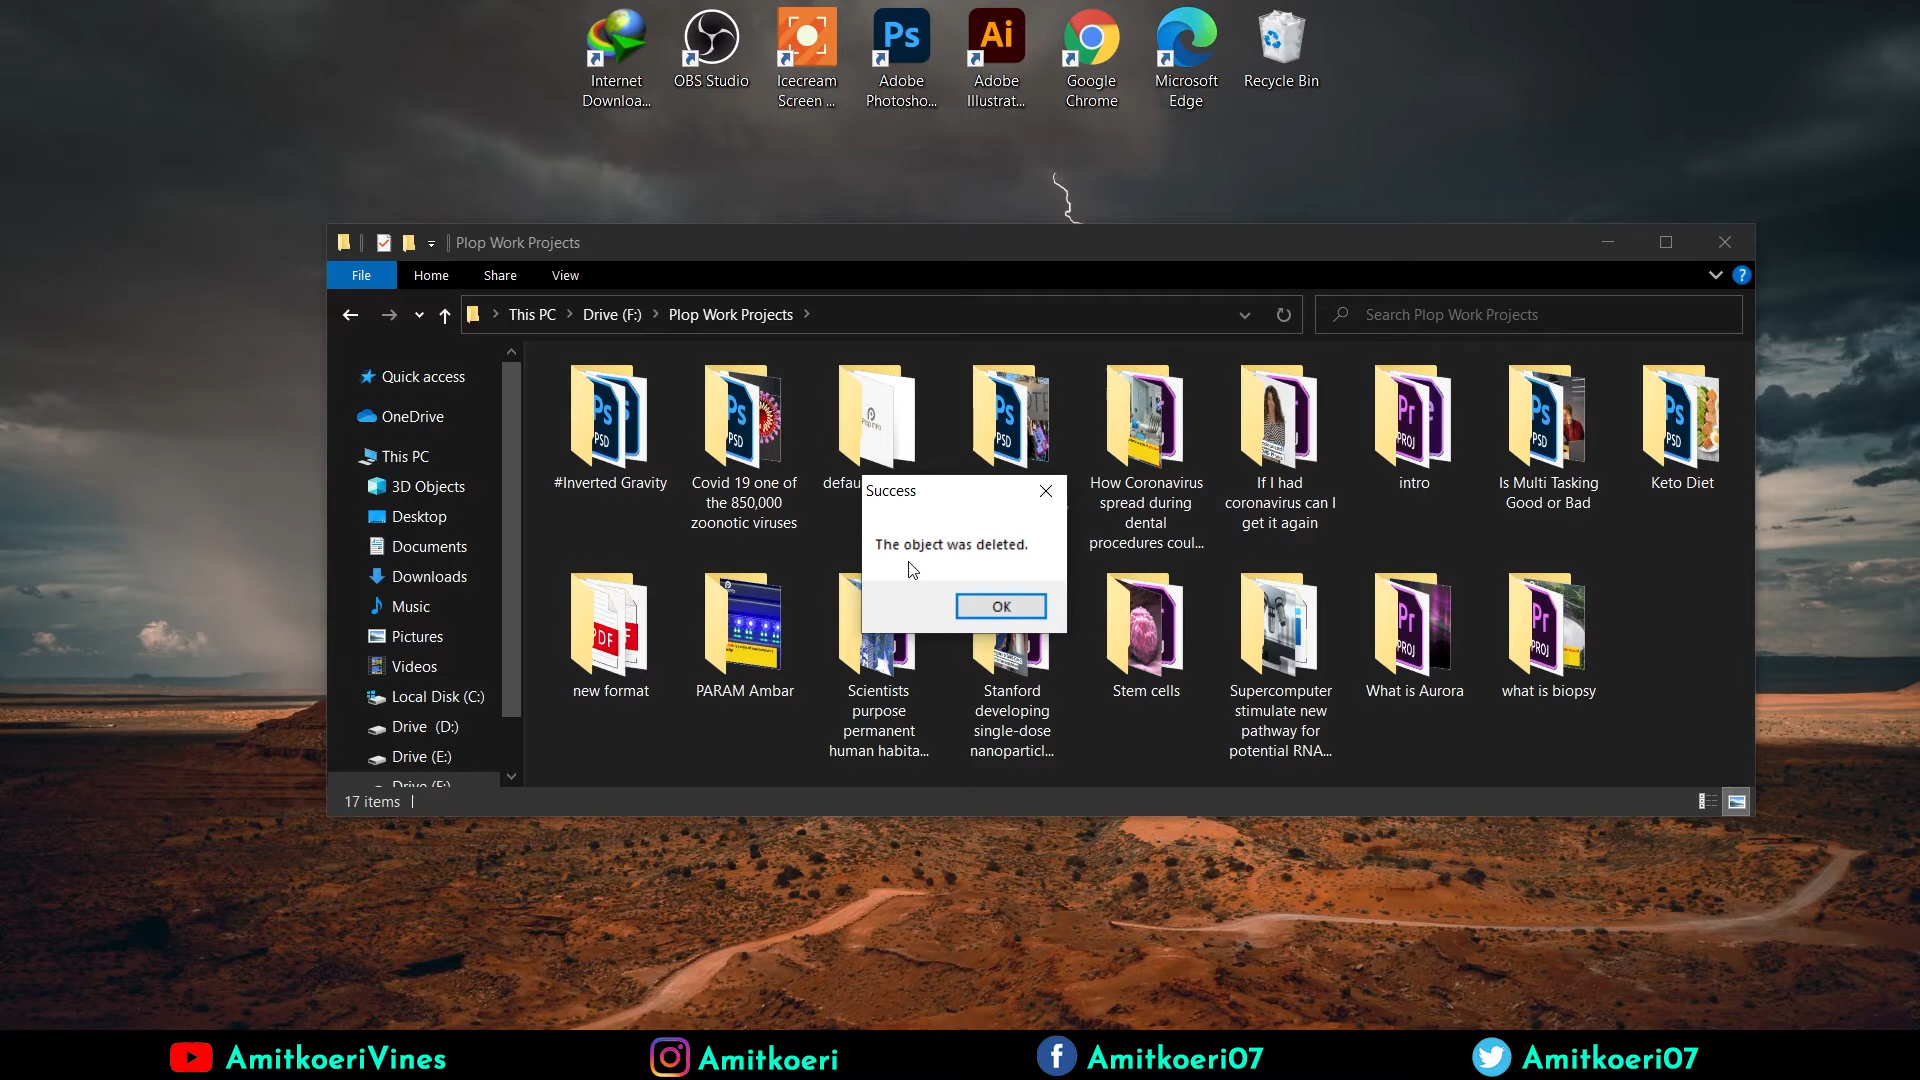 Internet
Downloa...
OBS Studio
Icecream
Screen ...
Adobe
Photosho...
Adobe
Illustrat...
Google
Chrome
Microsoft
Edge
Recycle Bin
Ps
Ai
Plop Work Projects
File
Home
Share
View
?
This PC
Drive (F:)
Plop Work Projects
Search Plop Work Projects
Quick access
OneDrive
This PC
3D Objects
Desktop
Documents
Downloads
Music
Pictures
Videos
Local Disk (C:)
Drive (D:)
Drive (E:)
Drive (F:)
#Inverted Gravity
Covid 19 one of
the 850,000
zoonotic viruses
defau
How Coronavirus
spread during
dental
procedures coul...
If I had
coronavirus can I
get it again
intro
Is Multi Tasking
Good or Bad
Keto Diet
Success
The object was deleted.
OK
new format
PARAM Ambar
Scientists
purpose
permanent
human habita...
Stanford
developing
single-dose
nanoparticl...
Stem cells
Supercomputer
stimulate new
pathway for
potential RNA...
What is Aurora
what is biopsy
17 items
AmitkoeriVines
Amitkoeri
Amitkoeri07
Amitkoeri07